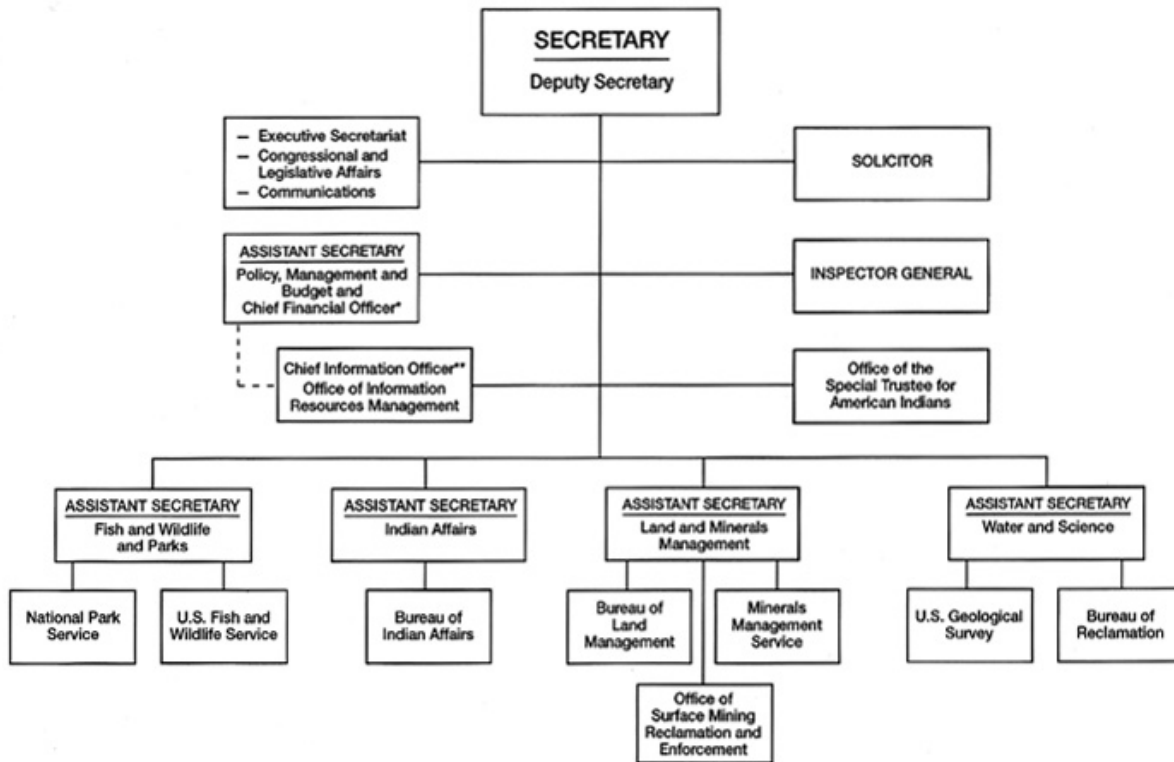 SECRETARY
Deputy Secretary
– Executive Secretariat
– Congressional and
Legislative Affairs
– Communications
SOLICITOR
ASSISTANT SECRETARY
Policy, Management and
Budget and
Chief Financial Officer*
INSPECTOR GENERAL
Chief Information Officer**
Office of Information
Resources Management
Office of the
Special Trustee for
American Indians
ASSISTANT SECRETARY
Fish and Wildlife
and Parks
ASSISTANT SECRETARY
Indian Affairs
ASSISTANT SECRETARY
Land and Minerals
Management
ASSISTANT SECRETARY
Water and Science
National Park
Service
U.S. Fish and
Wildlife Service
Bureau of
Indian Affairs
Bureau of
Land
Management
Minerals
Management
Service
U.S. Geological
Survey
Bureau of
Reclamation
Office of
Surface Mining
Reclamation and
Enforcement